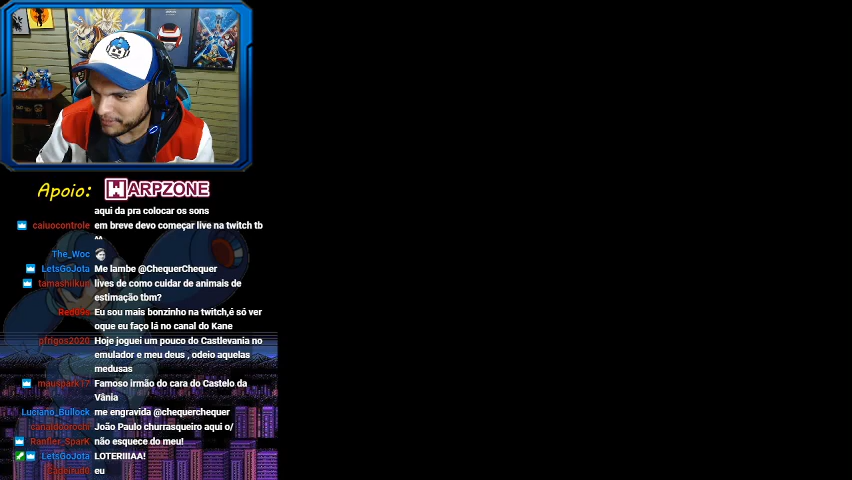 Apoio: WARPZONE
aqui da pra colocar os sons
caiuocontrole em breve devo começar live na twitch tb
^^
The_Woc
LetsGoJota Me lambe @ChequerChequer
tamashiikun lives de como cuidar de animais de
estimação tbm?
Eu sou mais bonzinho na twitch,é só ver
oque eu faço lá no canal do Kane
pfrigos2020 Hoje joguei um pouco do Castlevania no
emulador e meu deus , odeio aquelas
medusas
mauspark17 Famoso irmão do cara do Castelo da
Vânia
Luciano_Bullock me engravida @chequerchequer
canaldoorochi João Paulo churrasqueiro aqui o/
Ranfler_SparK não esquece do meu!
LetsGoJota LOTERIIIAA!
eu